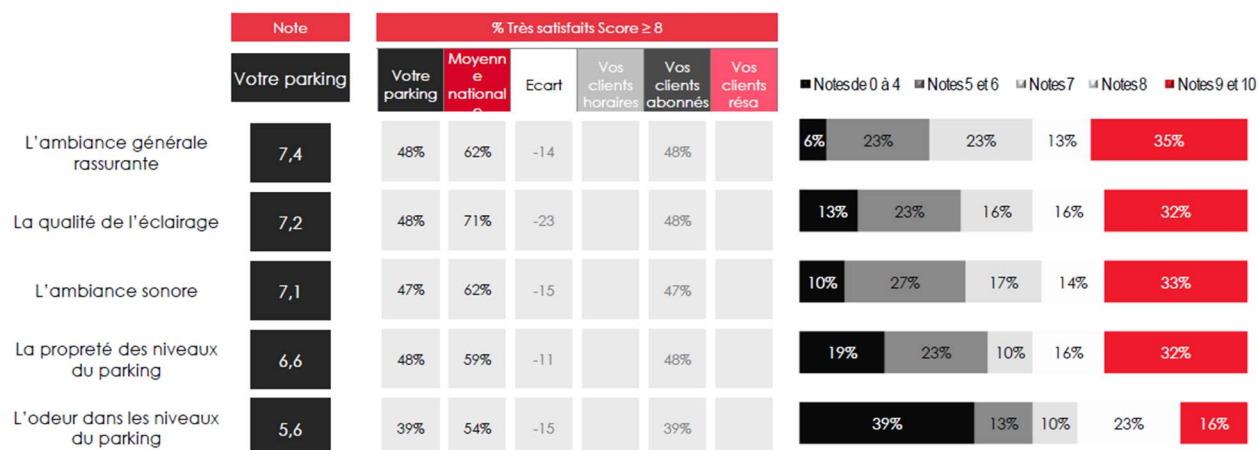 Note
% Très satisfaits Score ≥ 8
Votre parking
Votre
parking
Moyenn
e
national
e
Ecart
Vos
clients
horaires
Vos
clients
abonnés
Vos
clients
résa
Notes de 0 à 4 Notes 5 et 6 Notes 7 Notes 8 Notes 9 et 10
L'ambiance générale
rassurante
7,4 48% 62% -14 48% 6% 23% 23% 13% 35%
La qualité de l'éclairage 7,2 48% 71% -23 48% 13% 23% 16% 16% 32%
L'ambiance sonore 7,1 47% 62% -15 47% 10% 27% 17% 14% 33%
La propreté des niveaux
du parking
6,6 48% 59% -11 48% 19% 23% 10% 16% 32%
L'odeur dans les niveaux
du parking
5,6 39% 54% -15 39% 39% 13% 10% 23% 16%